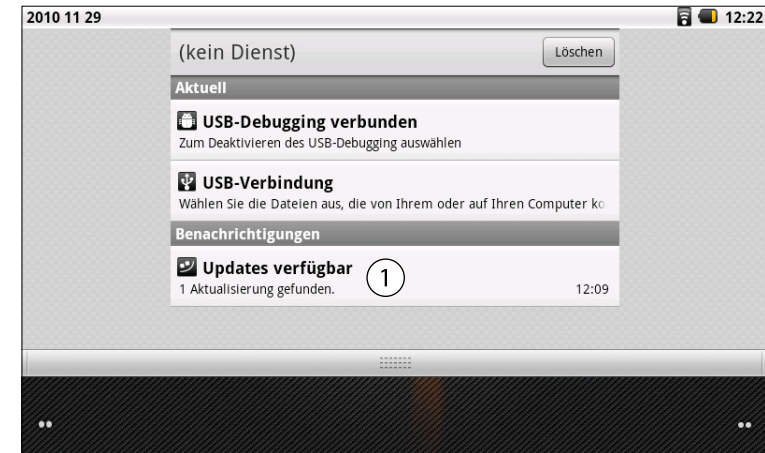 2010 11 29 12:22
(kein Dienst) Löschen
Aktuell
USB-Debugging verbunden
Zum Deaktivieren des USB-Debugging auswählen
USB-Verbindung
Wählen Sie die Dateien aus, die von Ihrem oder auf Ihren Computer ko
Benachrichtigungen
Updates verfügbar
1
1 Aktualisierung gefunden. 12:09